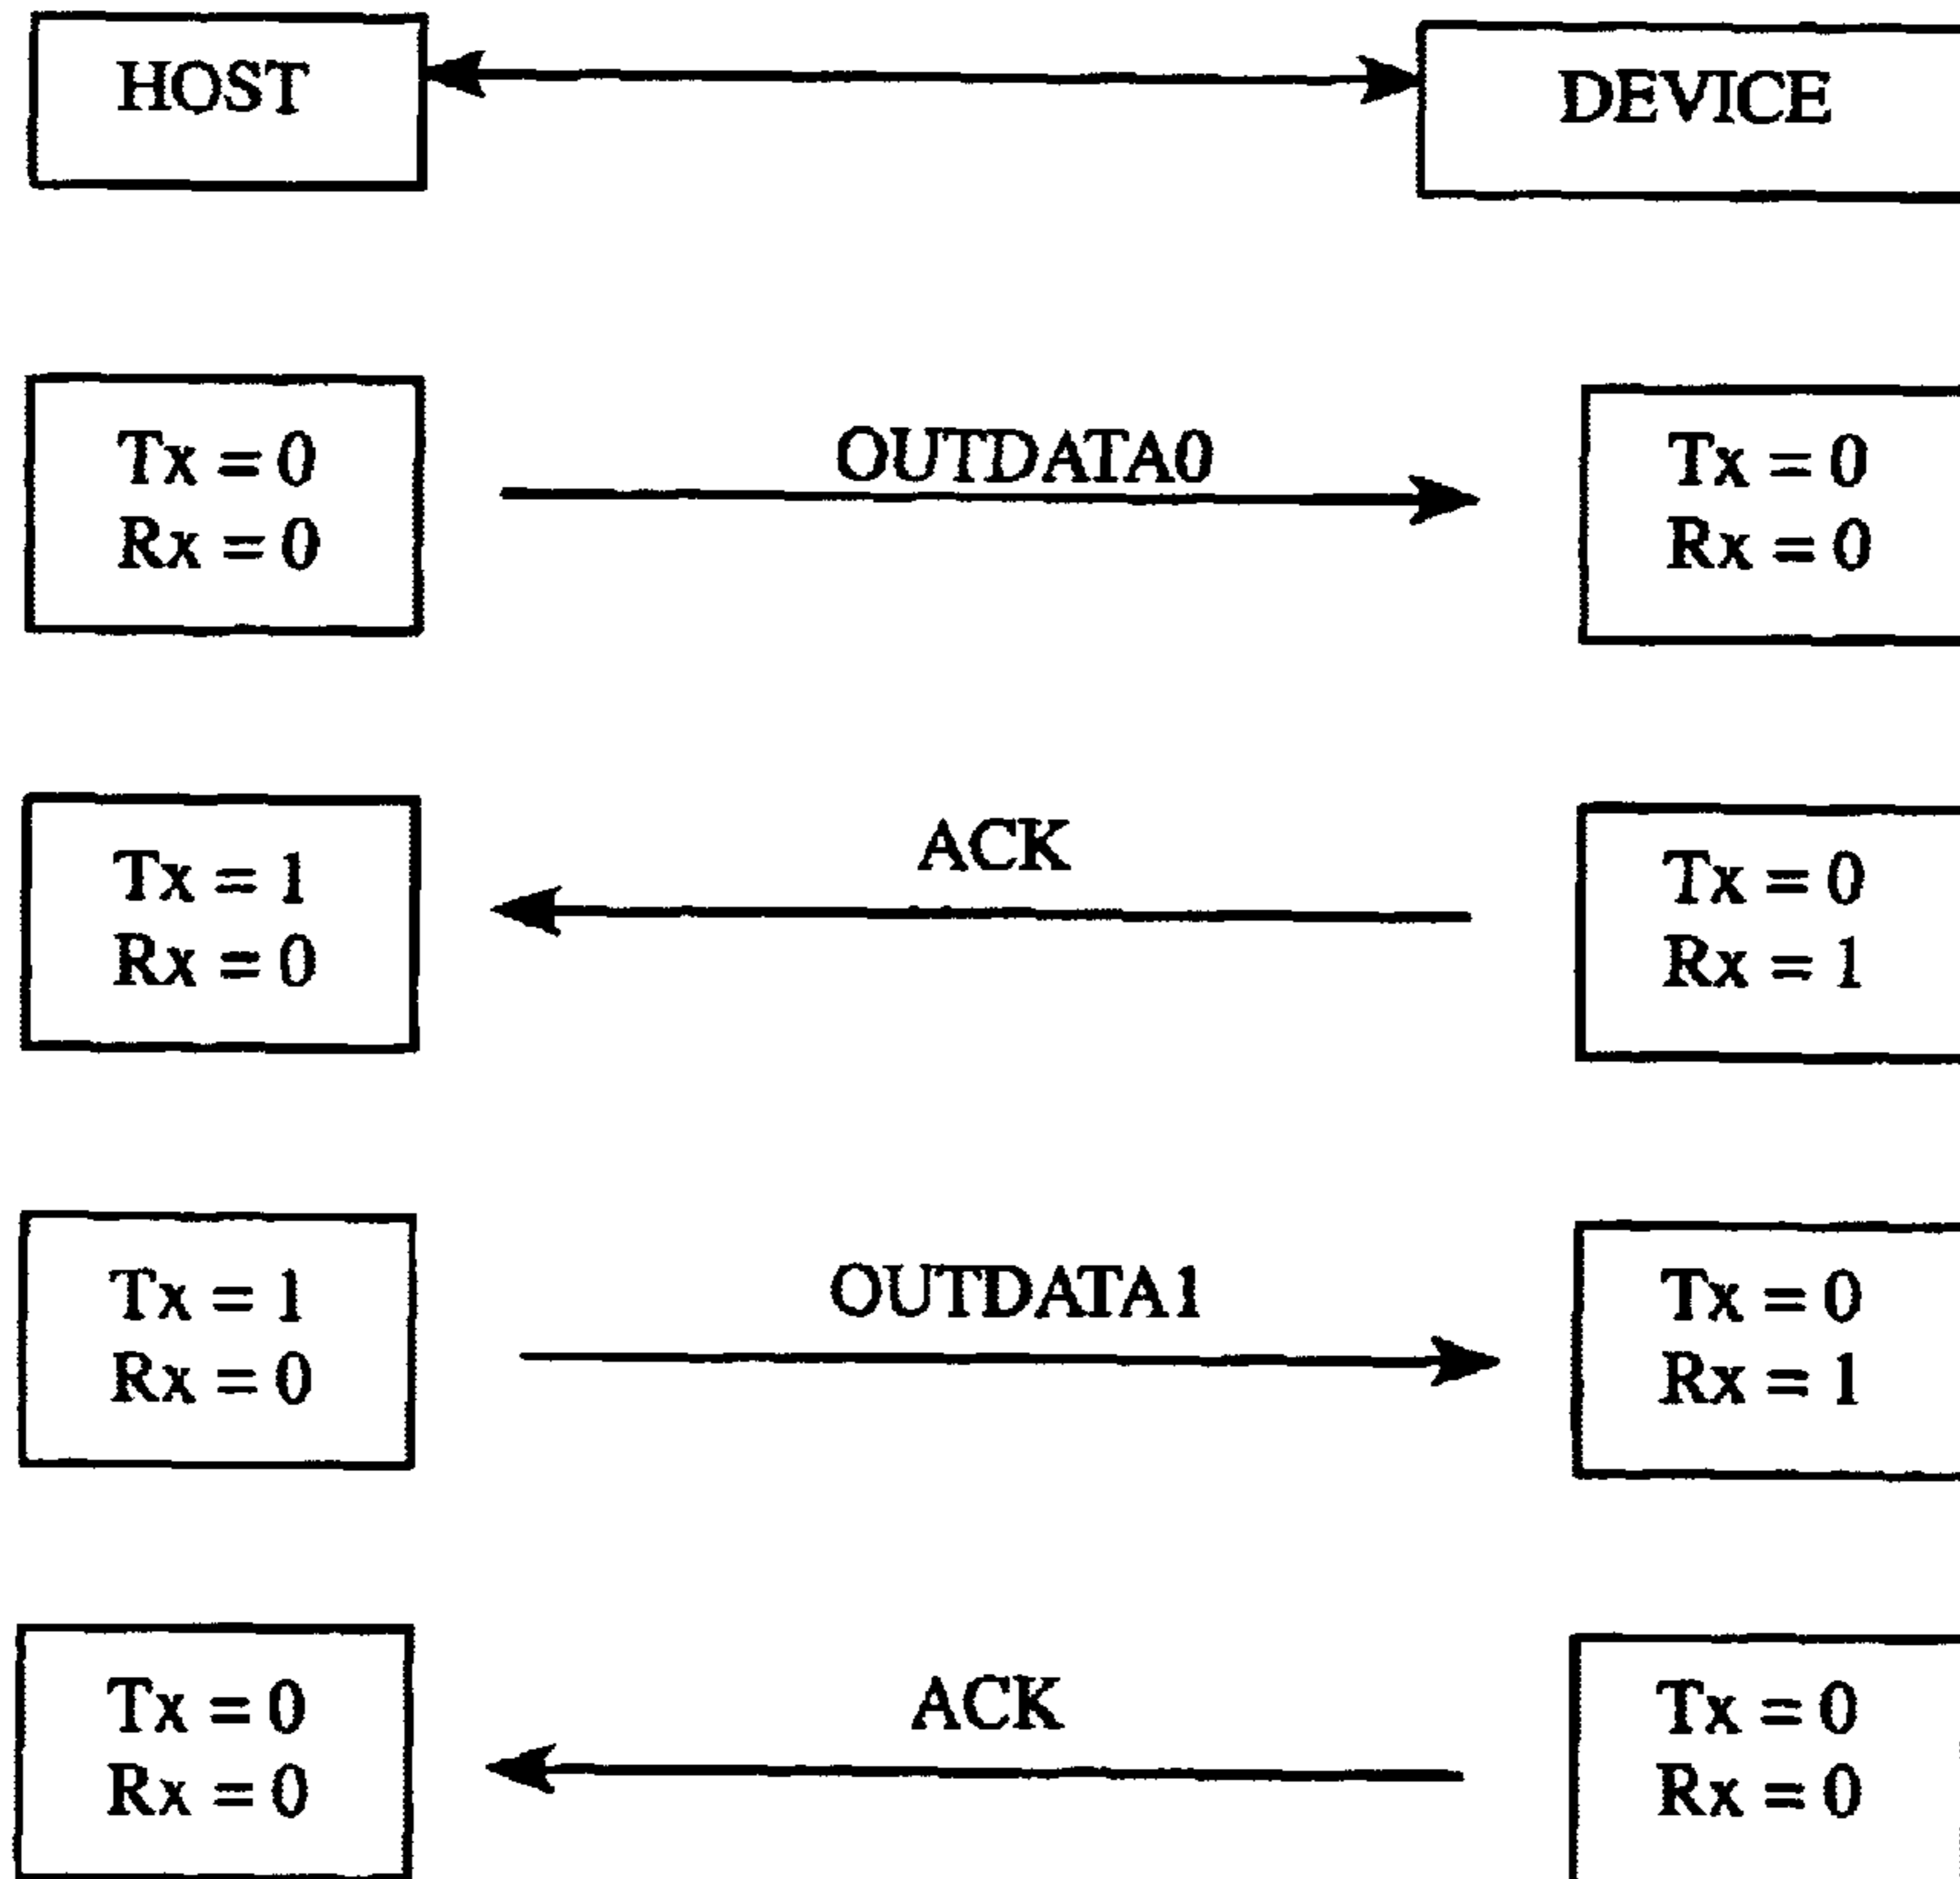 HOST
DEVICE
Tx = 0
Rx = 0
OUTDATA0
Tx = 0
Rx = 0
Tx = 1
Rx = 0
ACK
Tx = 0
Rx = 1
Tx = 1
Rx = 0
OUTDATA1
Tx = 0
Rx = 1
Tx = 0
Rx = 0
ACK
Tx = 0
Rx = 0